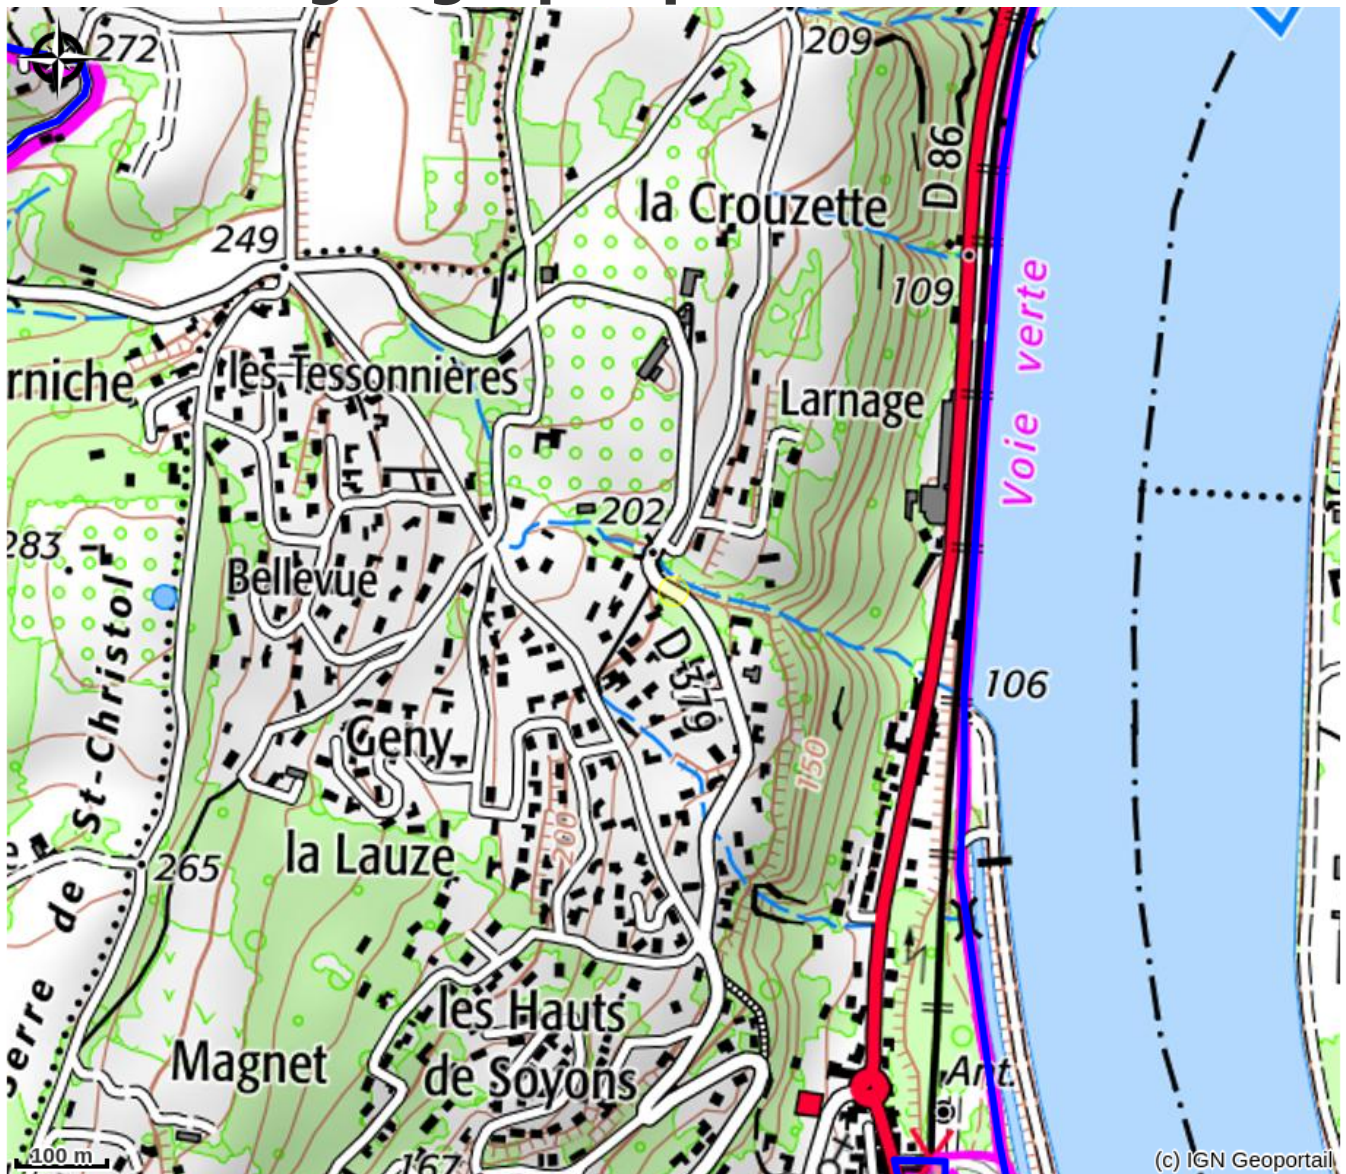 272
209
D 86
la Crouzette
249
109
Voie verte
les Tessonnières
rniche
Larnage
202
283
Bellevue
D 379
106
Serre de St-Christol
Geny
150
200
la Lauze
265
les Hauts
de Soyons
Magnet
Ant.
167
100 m
(c) IGN Geoportail